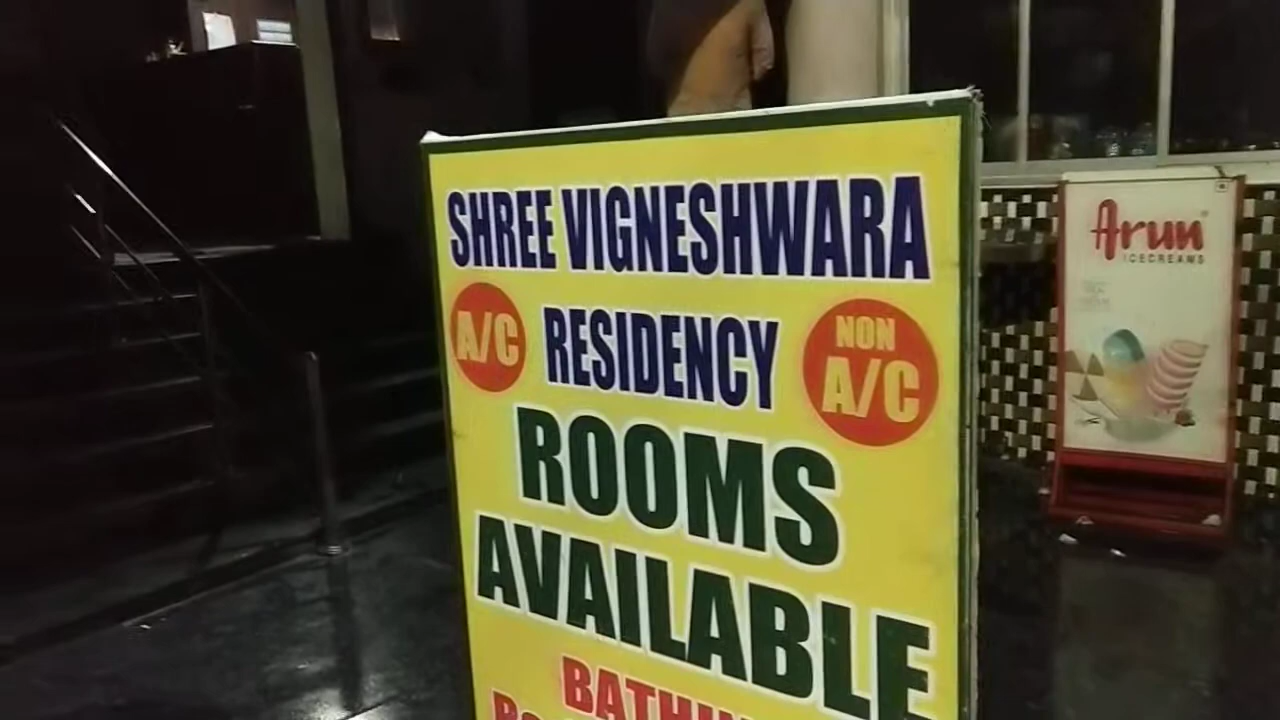 SHREE VIGNESHWARA
A/C
RESIDENCY
NON
A/C
ROOMS
AVAILABLE
Arun
ICECREAMS